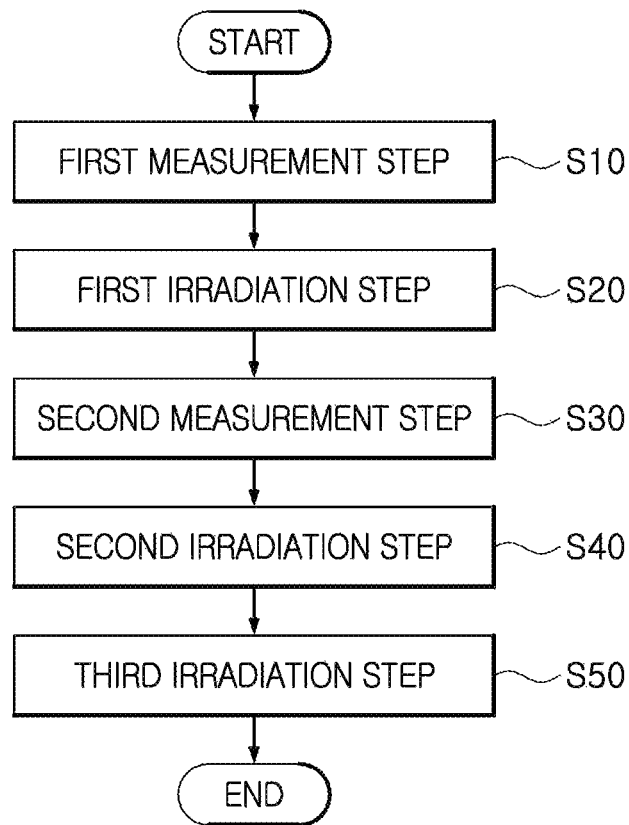 START
FIRST MEASUREMENT STEP
S10
FIRST IRRADIATION STEP
S20
SECOND MEASUREMENT STEP
S30
SECOND IRRADIATION STEP
S40
THIRD IRRADIATION STEP
S50
END